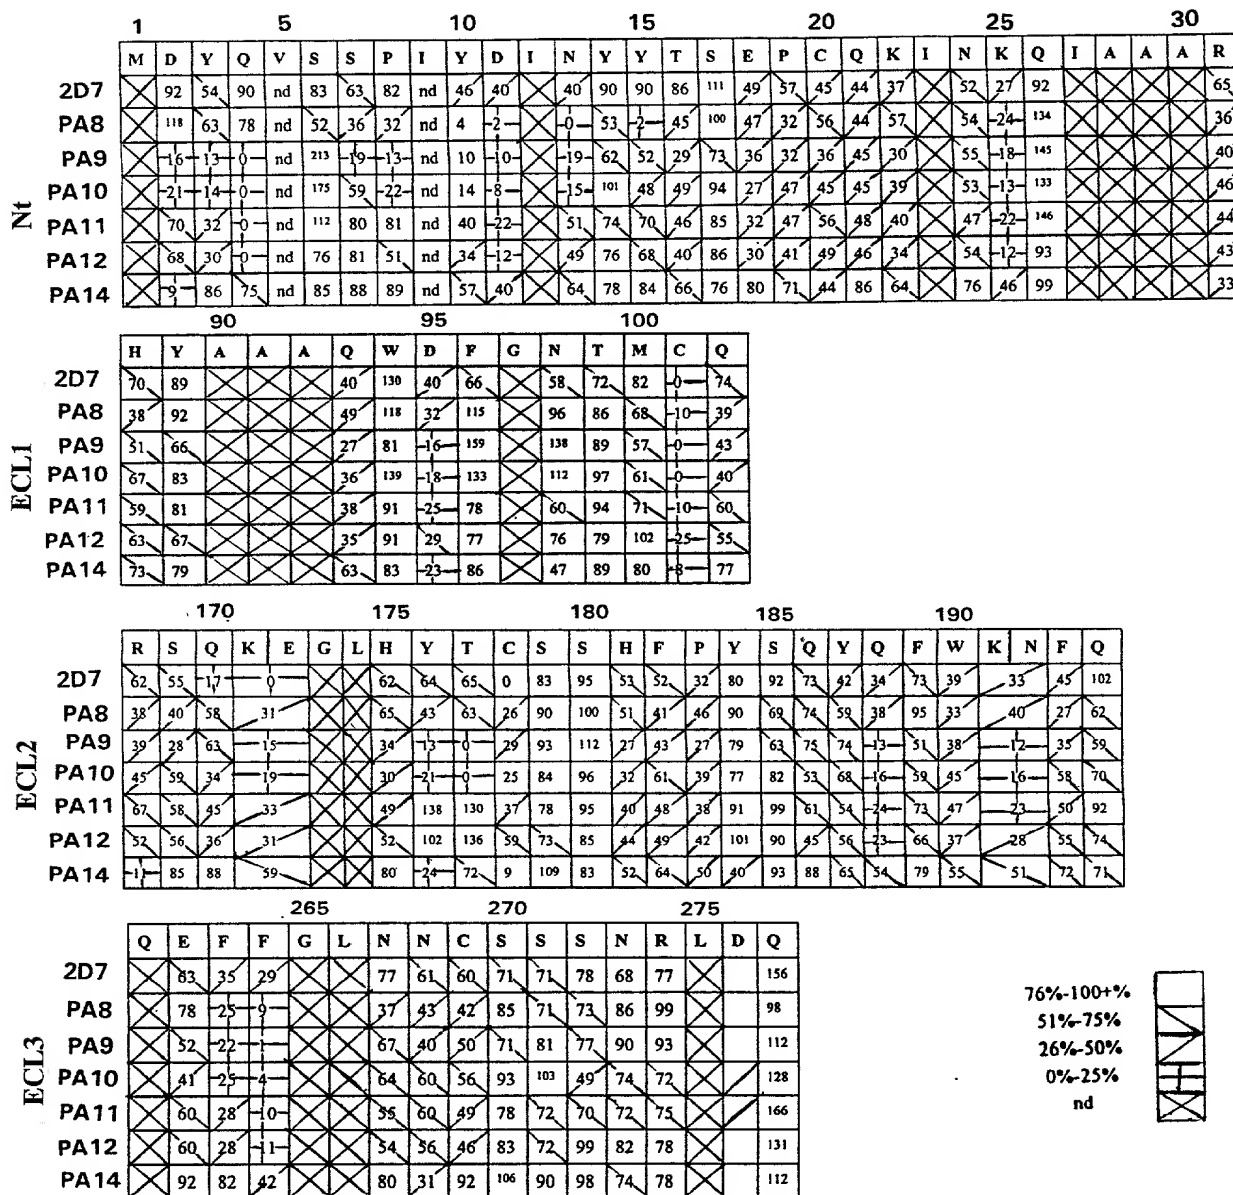 1 5 10 15 20 25 30
M D Y Q V S S P I Y D I N Y Y T S E P C Q K I N K Q I A A A R
2D7 92 54 90 nd 83 63 82 nd 46 40 40 90 90 86 111 49 57 45 44 37 52 27 92 65
PA8 118 63 78 nd 52 36 32 nd 4 2 0 53 2 45 100 47 32 56 44 57 54 24 134 36
PA9 16 13 0 nd 213 19 13 nd 10 10 19 62 52 29 73 36 32 36 45 30 55 18 145 40
PA10 21 14 0 nd 175 59 22 nd 14 8 15 101 48 49 94 27 47 45 45 39 53 13 133 46
Nt
PA11 70 32 0 nd 112 80 81 nd 40 22 51 74 70 46 85 32 47 56 48 40 47 22 146 44
PA12 68 30 0 nd 76 81 51 nd 34 12 49 76 68 40 86 30 41 49 46 34 54 12 93 43
PA14 9 86 75 nd 85 88 89 nd 57 40 64 78 84 66 76 80 71 44 86 64 76 46 99 33
90 95 100
H Y A A A Q W D F G N T M C Q
2D7 70 89 40 130 40 66 58 72 82 0 74
PA8 38 92 49 118 32 115 96 86 68 10 39
PA9 51 66 27 81 16 159 138 89 57 0 43
ECL1
PA10 67 83 36 139 18 133 112 97 61 0 40
PA11 59 81 38 91 25 78 60 94 71 10 60
PA12 63 67 35 91 29 77 76 79 102 25 55
PA14 73 79 63 83 23 86 47 89 80 8 77
170 175 180 185 190
R S Q K E G L H Y T C S S H F P Y S Q Y Q F W K N F Q
2D7 62 55 17 0 62 64 65 0 83 95 53 52 32 80 92 73 42 34 73 39 33 45 102
PA8 38 40 58 31 65 43 63 26 90 100 51 41 46 90 69 74 59 38 95 33 40 27 62
PA9 39 28 63 15 34 13 0 29 93 112 27 43 27 79 63 75 74 13 51 38 12 35 59
ECL2
PA10 45 59 34 19 30 21 0 25 84 96 32 61 39 77 82 53 68 16 59 45 16 58 70
PA11 67 58 45 33 49 138 130 37 78 95 40 48 38 91 99 61 54 24 73 47 23 50 92
PA12 52 56 36 31 52 102 136 59 73 85 44 49 42 101 90 45 56 23 66 37 28 55 74
PA14 11 85 88 59 80 24 72 9 109 83 52 64 50 40 93 88 65 54 79 55 51 72 71
265 270 275
Q E F F G L N N C S S S N R L D Q
2D7 63 35 29 77 61 60 71 71 78 68 77 156
PA8 78 25 9 37 43 42 85 71 73 86 99 98
PA9 52 22 1 67 40 50 71 81 77 90 93 112
ECL3
PA10 41 25 4 64 60 56 93 103 49 74 72 128
PA11 60 28 10 55 60 49 78 72 70 72 75 166
PA12 60 28 11 54 56 46 83 72 99 82 78 131
PA14 92 82 42 80 31 92 106 90 98 74 78 112
76%-100+%
51%-75%
26%-50%
0%-25%
nd